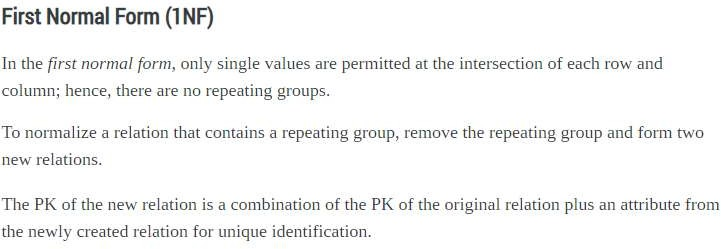 First Normal Form (1NF)
In the first normal form, only single values are permitted at the intersection of each row and
column; hence, there are no repeating groups.
To normalize a relation that contains a repeating group, remove the repeating group and form two
new relations.
The PK of the new relation is a combination of the PK of the original relation plus an attribute from
the newly created relation for unique identification.